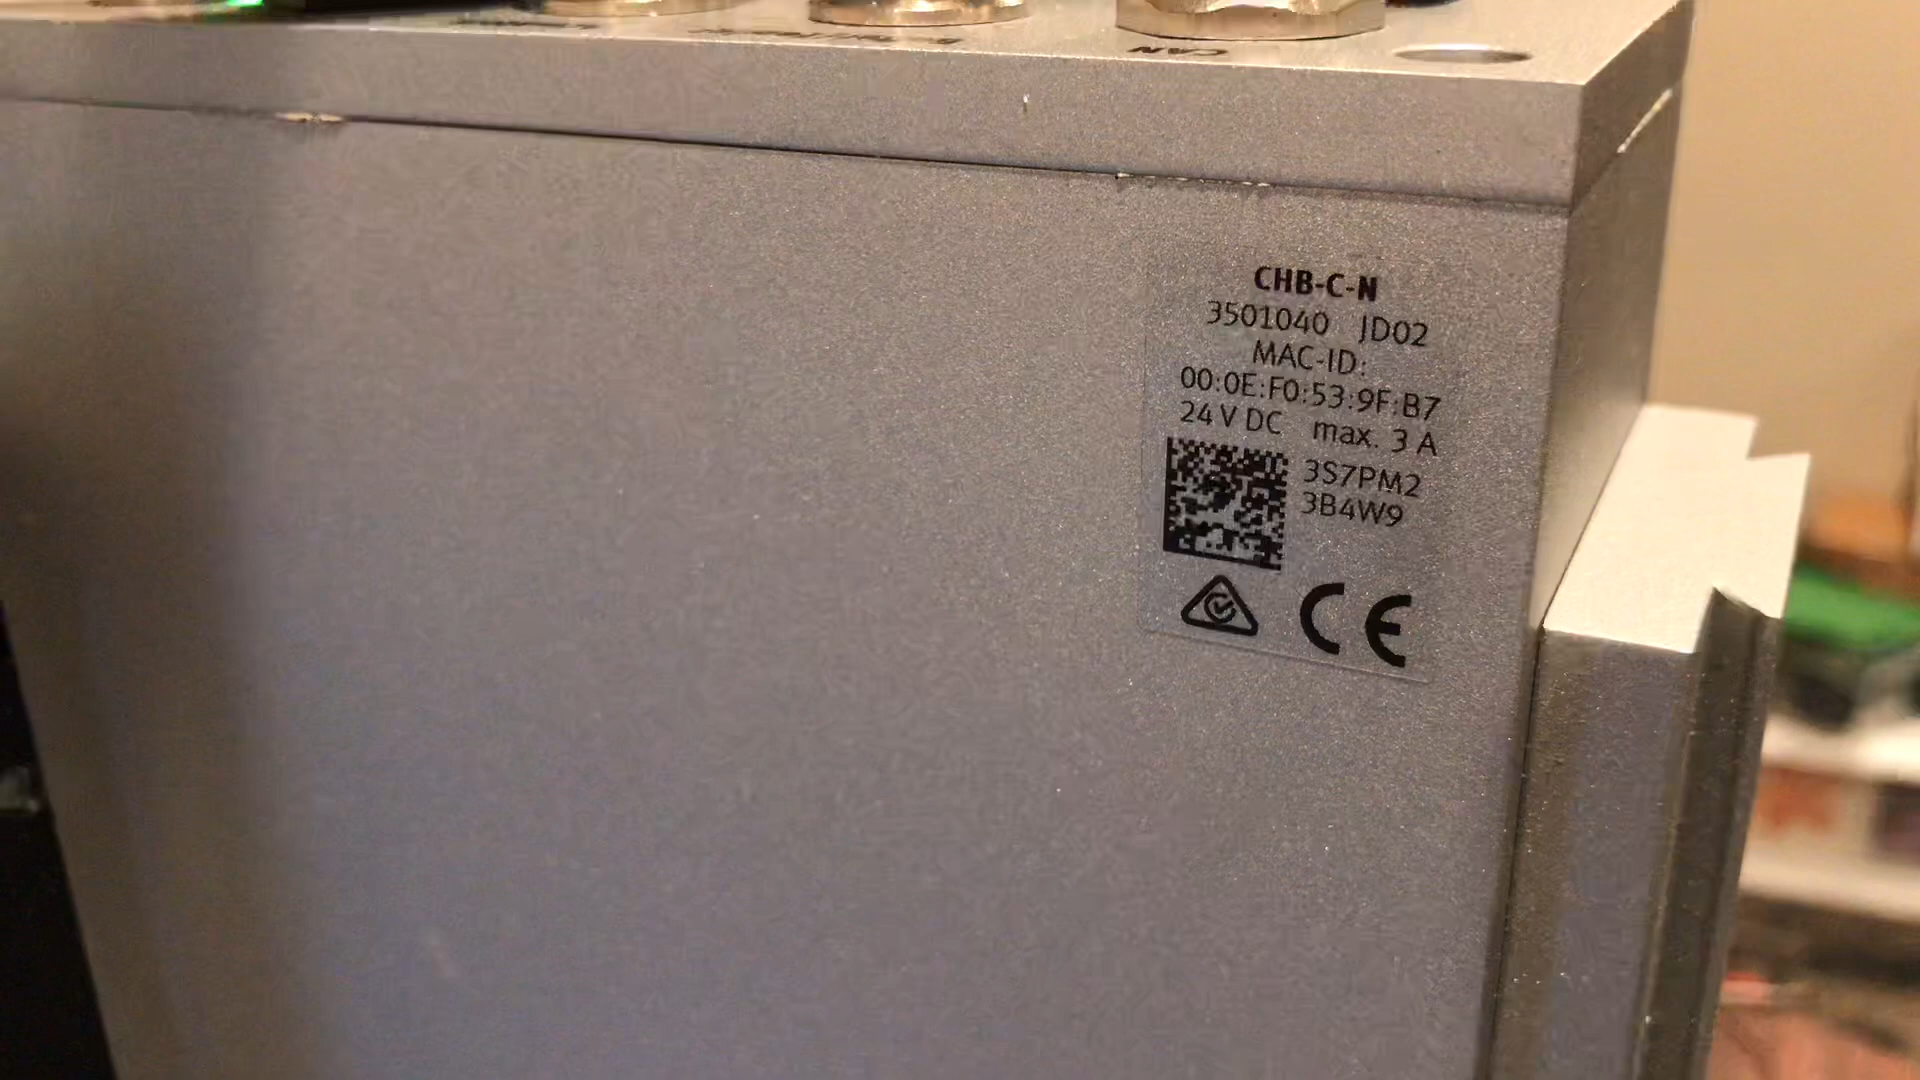 CAN
CHB-C-N
3501040 JD02
MAC-ID:
00:0E:F0:53:9F:B7
24 V DC max. 3 A
3S7PM2
3B4W9
CE